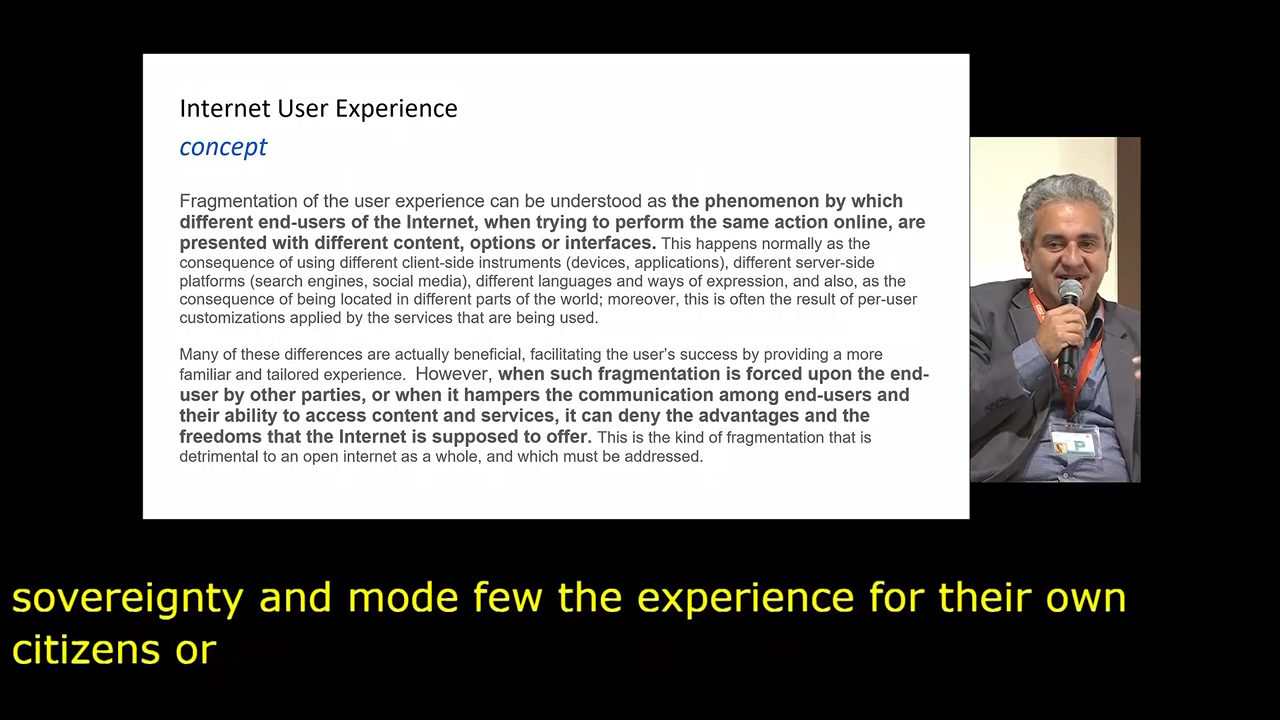 Internet User Experience
concept
Fragmentation of the user experience can be understood as the phenomenon by which
different end-users of the Internet, when trying to perform the same action online, are
presented with different content, options or interfaces. This happens normally as the
consequence of using different client-side instruments (devices, applications), different server-side
platforms (search engines, social media), different languages and ways of expression, and also, as the
consequence of being located in different parts of the world; moreover, this is often the result of per-user
customizations applied by the services that are being used.
Many of these differences are actually beneficial, facilitating the user's success by providing a more
familiar and tailored experience.  However, when such fragmentation is forced upon the end-
user by other parties, or when it hampers the communication among end-users and
their ability to access content and services, it can deny the advantages and the
freedoms that the Internet is supposed to offer. This is the kind of fragmentation that is
detrimental to an open internet as a whole, and which must be addressed.
P
sovereignty and mode few the experience for their own
citizens or